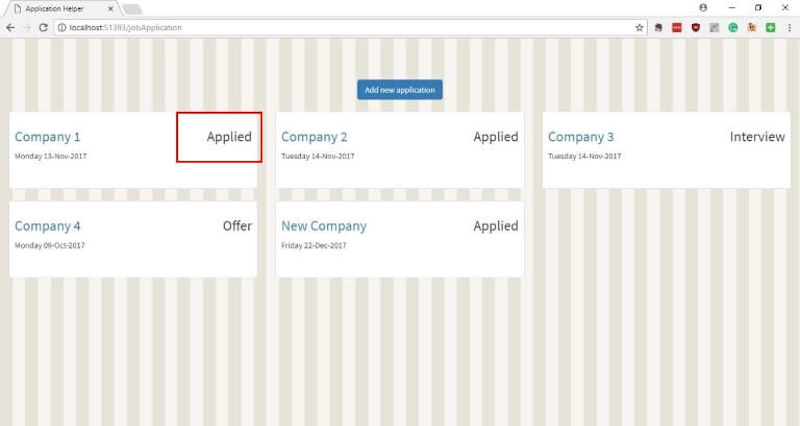 Application Helper
localhost:51393/jobApplication
Add new application
Company 1
Applied
Monday 13-Nov-2017
Company 2
Applied
Tuesday 14-Nov-2017
Company 3
Interview
Tuesday 14-Nov-2017
Company 4
Offer
Monday 09-Oct-2017
New Company
Applied
Friday 22-Dec-2017